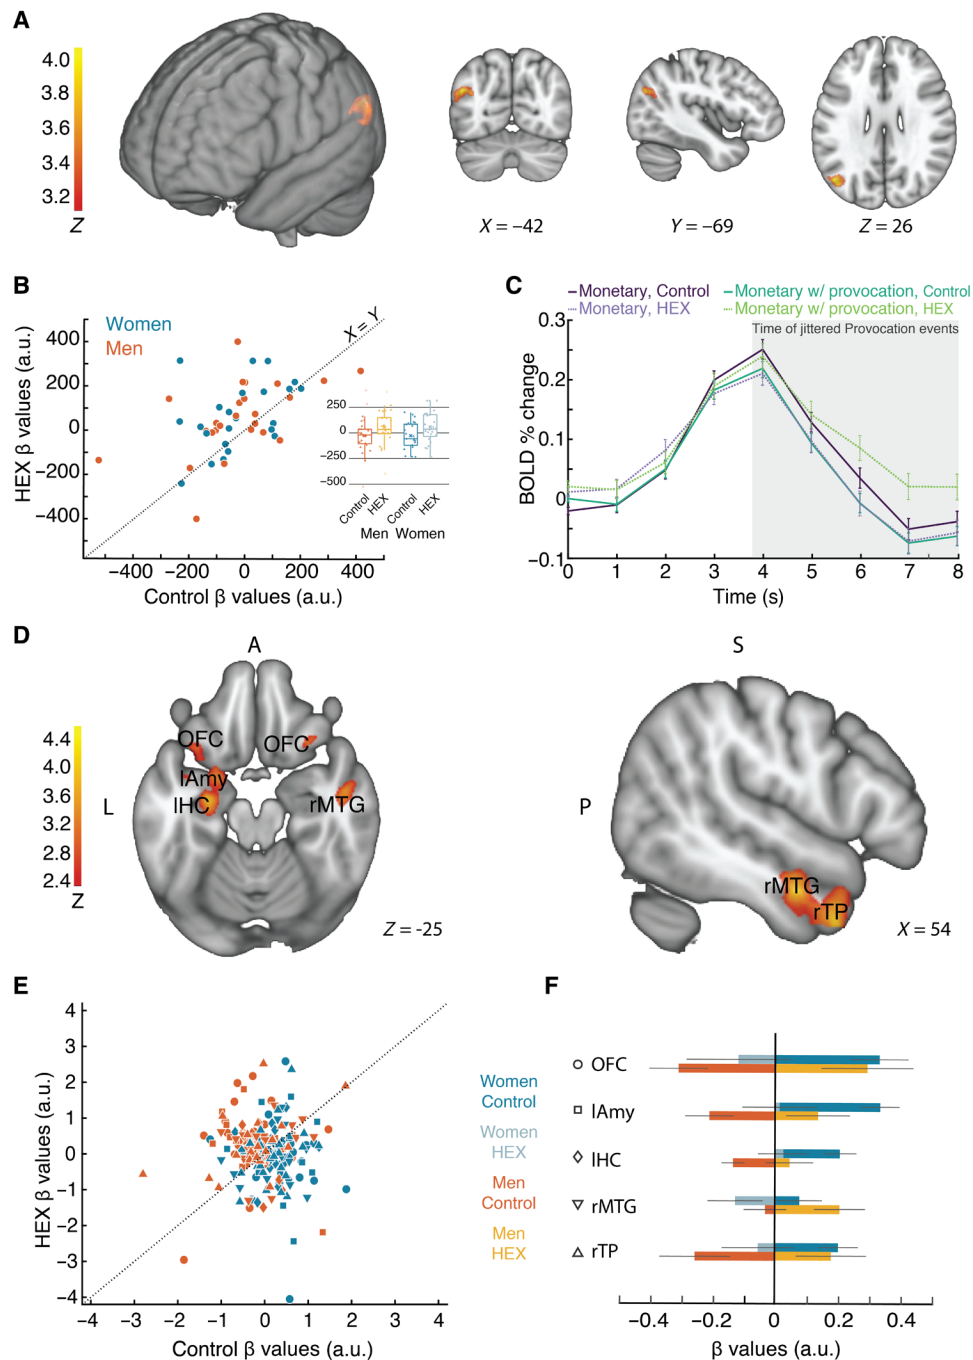 A
4.0
3.8
3.6
3.4
3.2
Z
X = −42
Y = −69
Z = 26
B
Women
Men
X = Y
400
200
0
−200
−400
HEX β values (a.u.)
−400
−200
0
200
400
Control β values (a.u.)
250
0
−250
−500
Control
HEX
Control
HEX
Men
Women
C
Monetary, Control
Monetary, HEX
Monetary w/ provocation, Control
Monetary w/ provocation, HEX
Time of jittered Provocation events
0.3
0.2
0.1
0
−0.1
BOLD % change
0
1
2
3
4
5
6
7
8
Time (s)
D
A
4.4
4.0
3.6
3.2
2.8
2.4
Z
L
OFC
OFC
lAmy
lHC
rMTG
Z = -25
S
P
rMTG
rTP
X = 54
E
4
3
2
1
0
−1
−2
−3
−4
HEX β values (a.u.)
−4
−3
−2
−1
0
1
2
3
4
Control β values (a.u.)
Women
Control
Women
HEX
Men
Control
Men
HEX
F
OFC
lAmy
lHC
rMTG
rTP
−0.4
−0.2
0
0.2
0.4
β values (a.u.)